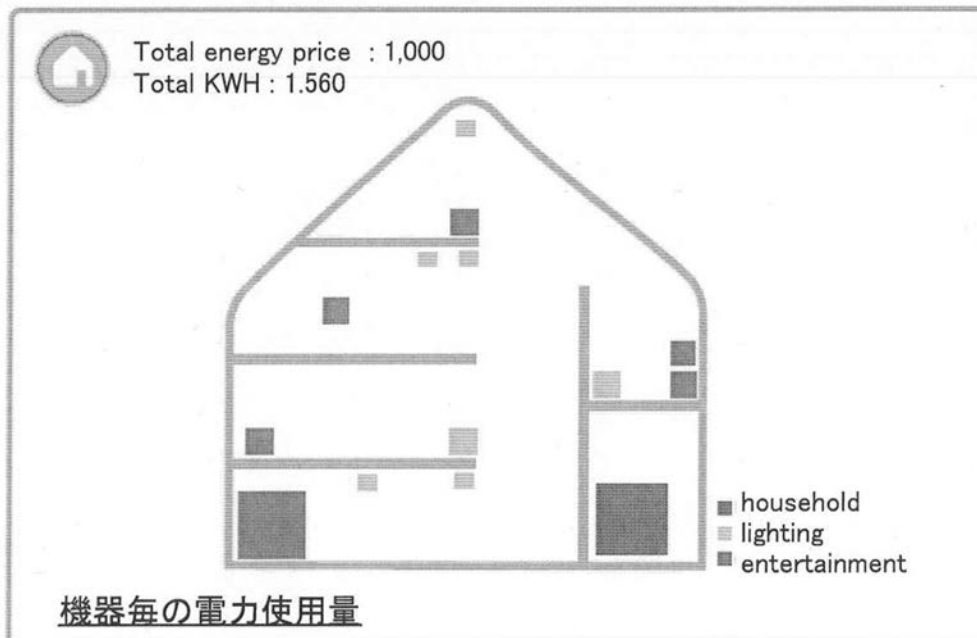 Total energy price : 1,000
Total KWH : 1.560
household
lighting
entertainment
機器毎の電力使用量